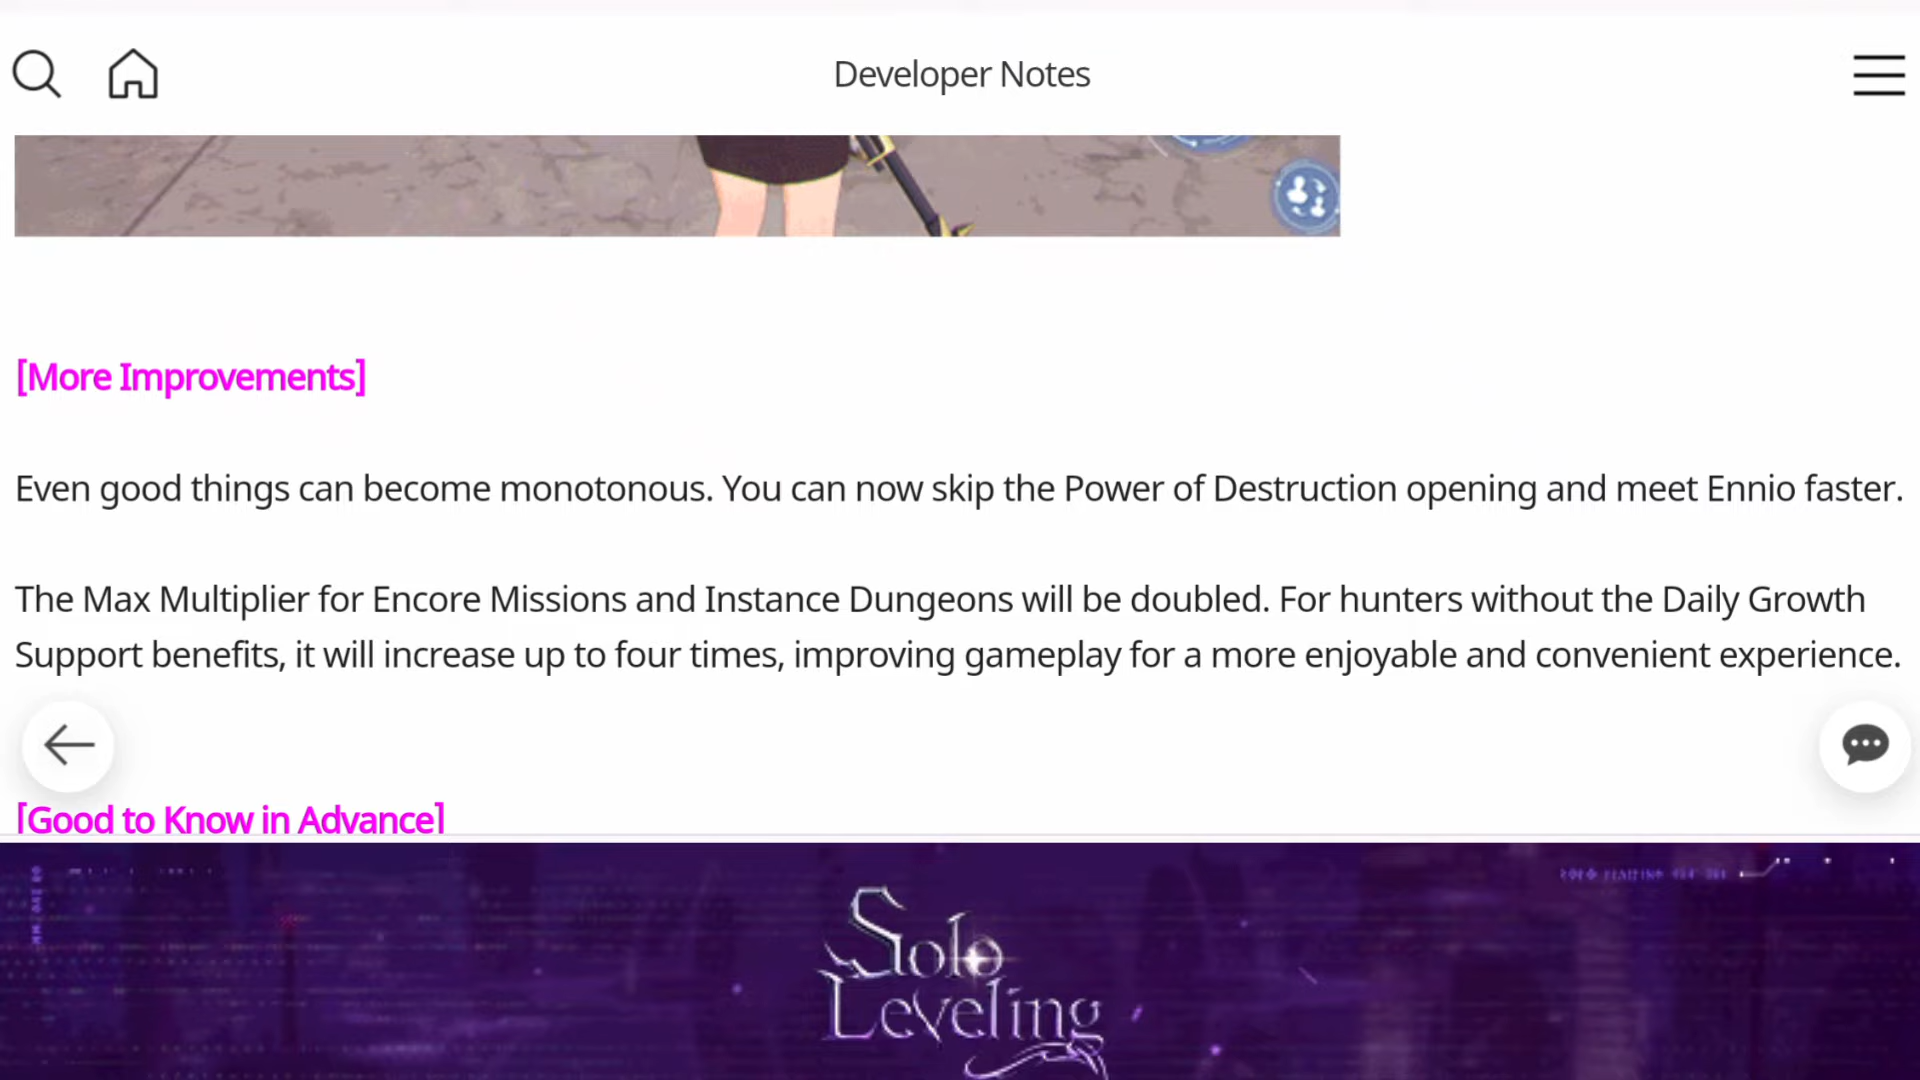 Developer Notes
[More Improvements]
Even good things can become monotonous. You can now skip the Power of Destruction opening and meet Ennio faster.
The Max Multiplier for Encore Missions and Instance Dungeons will be doubled. For hunters without the Daily Growth
Support benefits, it will increase up to four times, improving gameplay for a more enjoyable and convenient experience.
[Good to Know in Advance]
Solo
Leveling